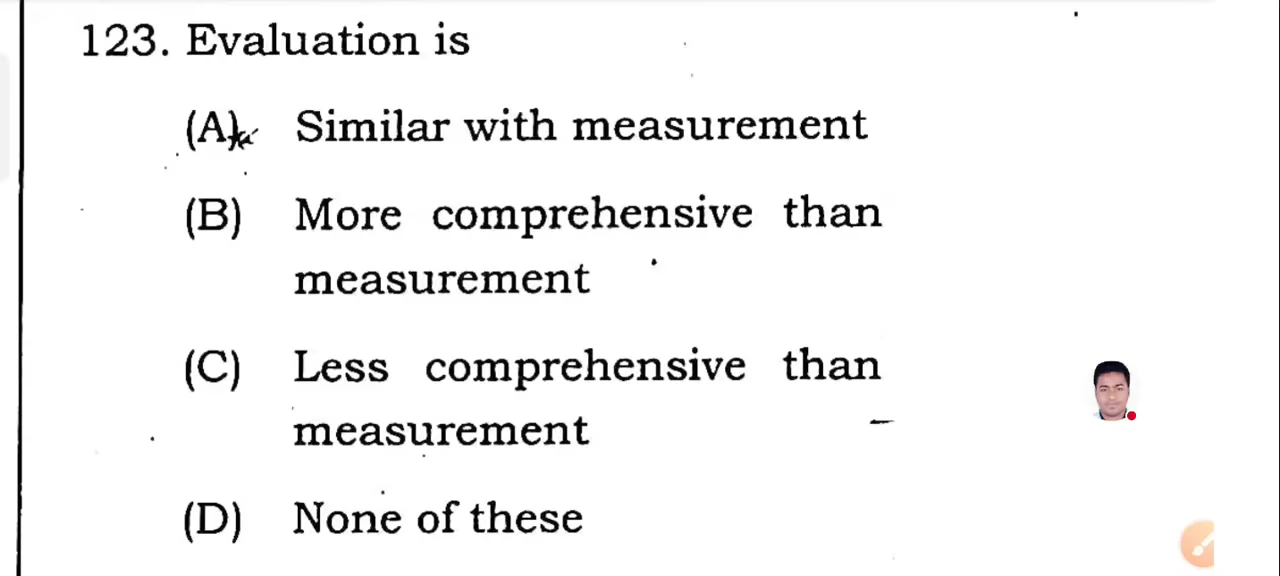 123. Evaluation is
(A) Similar with measurement
(B) More comprehensive than
measurement
(C) Less comprehensive than
measurement
(D) None of these